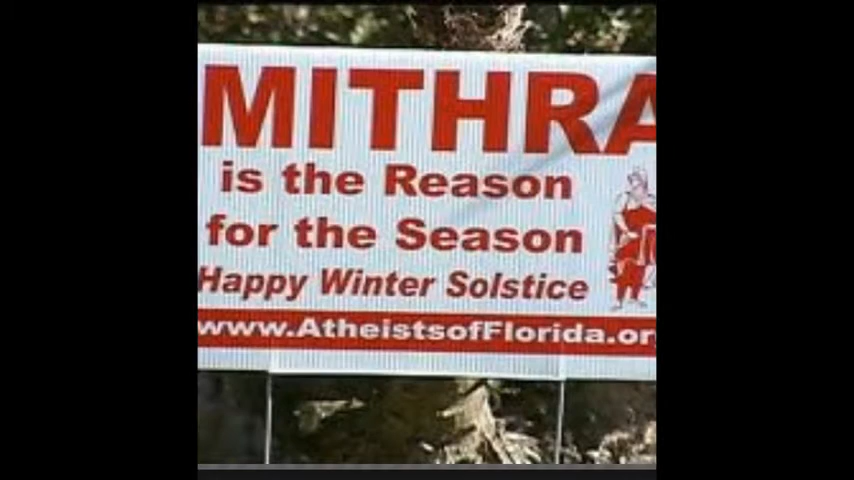 MITHRA
is the Reason
for the Season
Happy Winter Solstice
www.AtheistsofFlorida.or